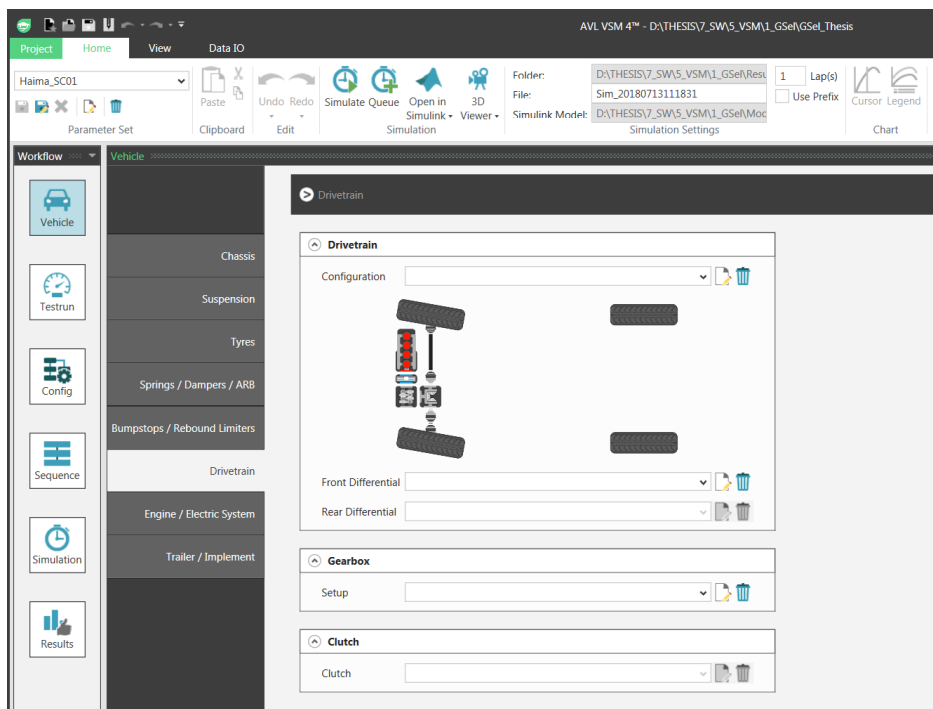 AVL VSM 4™ - D:\THESIS\7_SW\5_VSM\1_GSel\GSel_Thesis
Project Home View Data IO
Haima_SC01
Paste
Undo Redo
Simulate Queue Open in Simulink
3D Viewer
Folder: D:\THESIS\7_SW\5_VSM\1_GSel\Resu
File: Sim_20180713111831
Simulink Model: D:\THESIS\7_SW\5_VSM\1_GSel\Moc
1 Lap(s)
Use Prefix
Cursor Legend
Parameter Set Clipboard Edit Simulation Simulation Settings Chart
Workflow
Vehicle
Vehicle
Testrun
Config
Sequence
Simulation
Results
Chassis
Suspension
Tyres
Springs / Dampers / ARB
Bumpstops / Rebound Limiters
Drivetrain
Engine / Electric System
Trailer / Implement
Drivetrain
Drivetrain
Configuration
Front Differential
Rear Differential
Gearbox
Setup
Clutch
Clutch